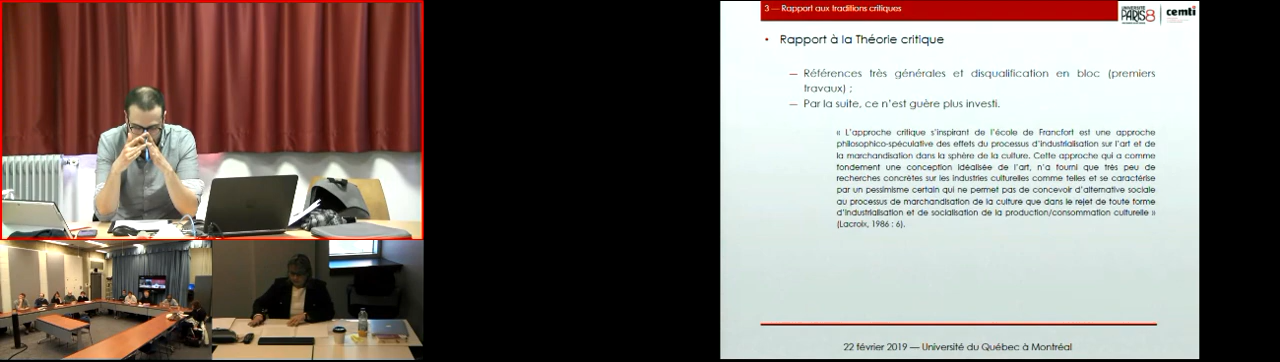 3 — Rapport aux traditions critiques
UNIVERSITÉ
PARIS8
cemti
• Rapport à la Théorie critique
— Références très générales et disqualification en bloc (premiers
travaux) ;
— Par la suite, ce n'est guère plus investi.
« L'approche critique s'inspirant de l'école de Francfort est une approche
philosophico-spéculative des effets du processus d'industrialisation sur l'art et de
la marchandisation dans la sphère de la culture. Cette approche qui a comme
fondement une conception idéalisée de l'art, n'a fourni que très peu de
recherches concrètes sur les industries culturelles comme telles et se caractérise
par un pessimisme certain qui ne permet pas de concevoir d'alternative sociale
au processus de marchandisation de la culture que dans le rejet de toute forme
d'industrialisation et de socialisation de la production/consommation culturelle »
(Lacroix, 1986 : 6).
22 février 2019 — Université du Québec à Montréal